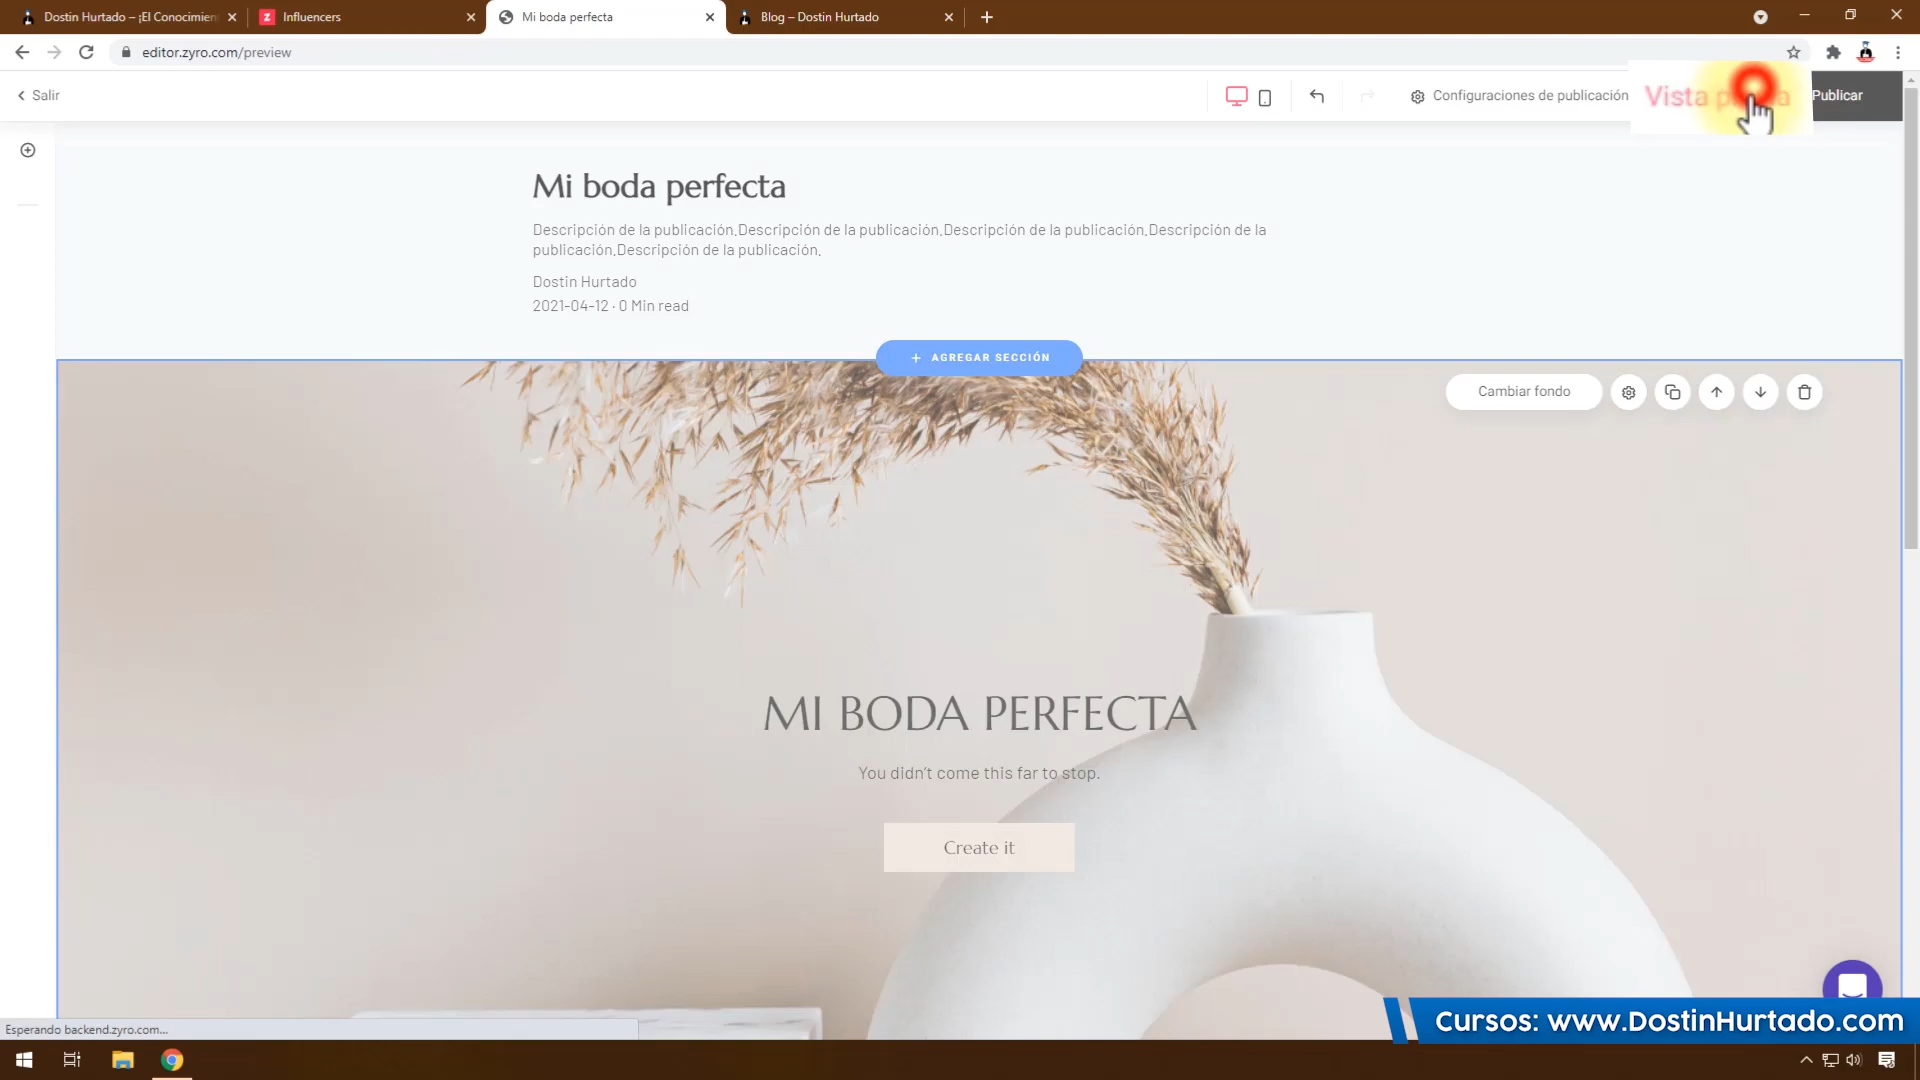 Dostin Hurtado – ¡El Conocimien
Influencers
Mi boda perfecta
Blog – Dostin Hurtado
editor.zyro.com/preview
Salir
Configuraciones de publicación
Vista
Publicar
Mi boda perfecta
Descripción de la publicación.Descripción de la publicación.Descripción de la publicación.Descripción de la
publicación.Descripción de la publicación.
Dostin Hurtado
2021-04-12 · 0 Min read
+ AGREGAR SECCIÓN
Cambiar fondo
MI BODA PERFECTA
You didn't come this far to stop.
Create it
Esperando backend.zyro.com...
Cursos: www.DostinHurtado.com